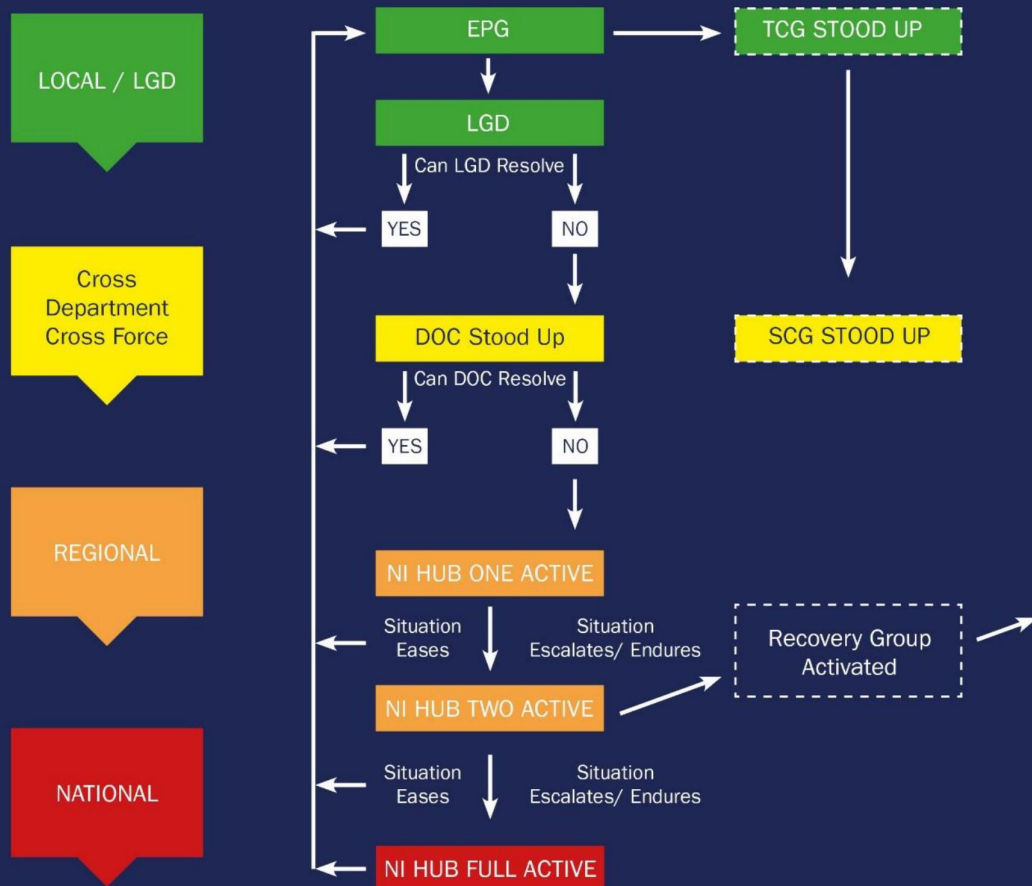 LOCAL / LGD
EPG
TCG STOOD UP
LGD
Can LGD Resolve
YES
NO
Cross
Department
Cross Force
DOC Stood Up
SCG STOOD UP
Can DOC Resolve
YES
NO
REGIONAL
NI HUB ONE ACTIVE
Situation
Eases
Situation
Escalates/ Endures
Recovery Group
Activated
NI HUB TWO ACTIVE
NATIONAL
Situation
Eases
Situation
Escalates/ Endures
NI HUB FULL ACTIVE